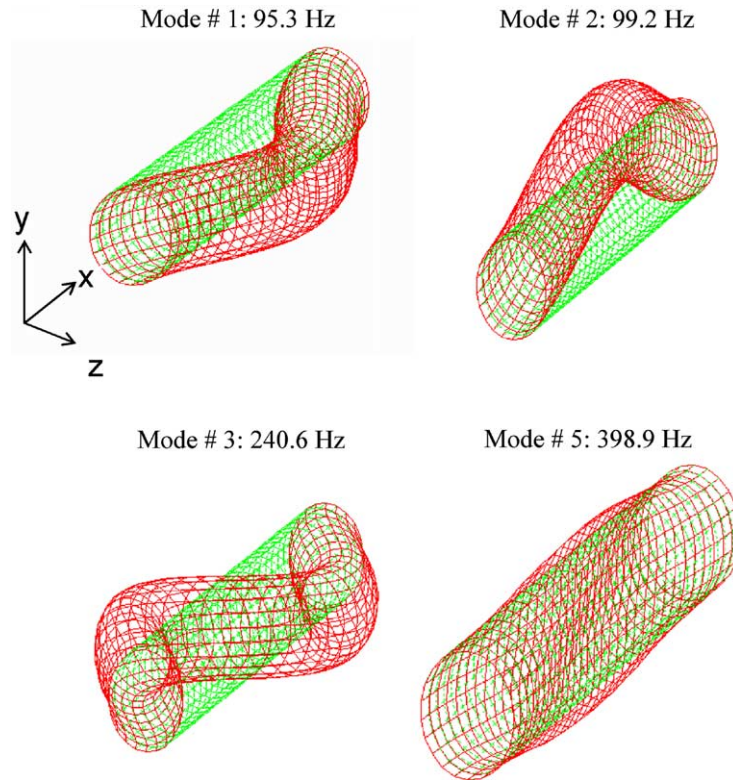 Mode # 1: 95.3 Hz
Mode # 2: 99.2 Hz
y
x
z
Mode # 3: 240.6 Hz
Mode # 5: 398.9 Hz